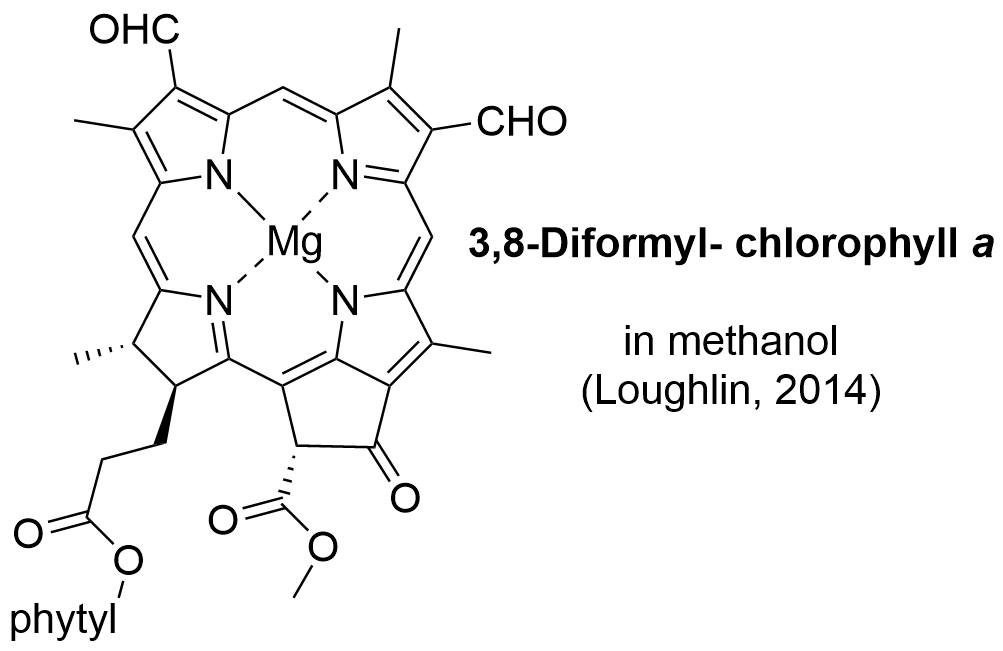 OHC
CHO
N
N
Mg
3,8-Diformyl- chlorophyll a
N
N
in methanol
(Loughlin, 2014)
O
O
O
O
O
phytyl